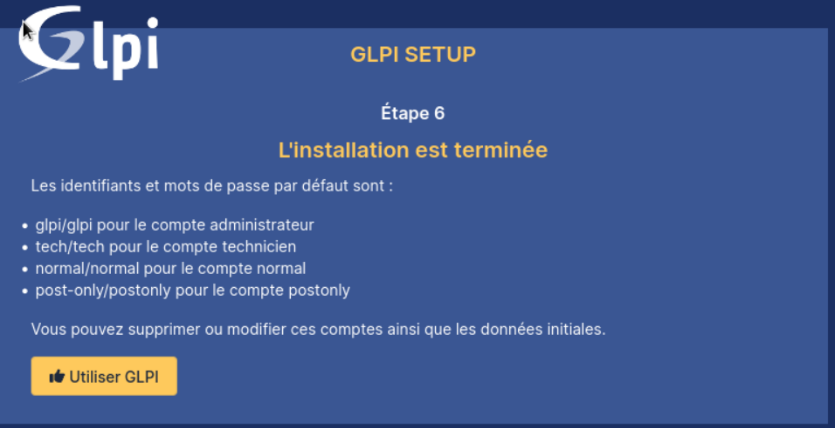 Glpi
GLPI SETUP
Étape 6
L'installation est terminée
Les identifiants et mots de passe par défaut sont :
• glpi/glpi pour le compte administrateur
• tech/tech pour le compte technicien
• normal/normal pour le compte normal
• post-only/postonly pour le compte postonly
Vous pouvez supprimer ou modifier ces comptes ainsi que les données initiales.
Utiliser GLPI